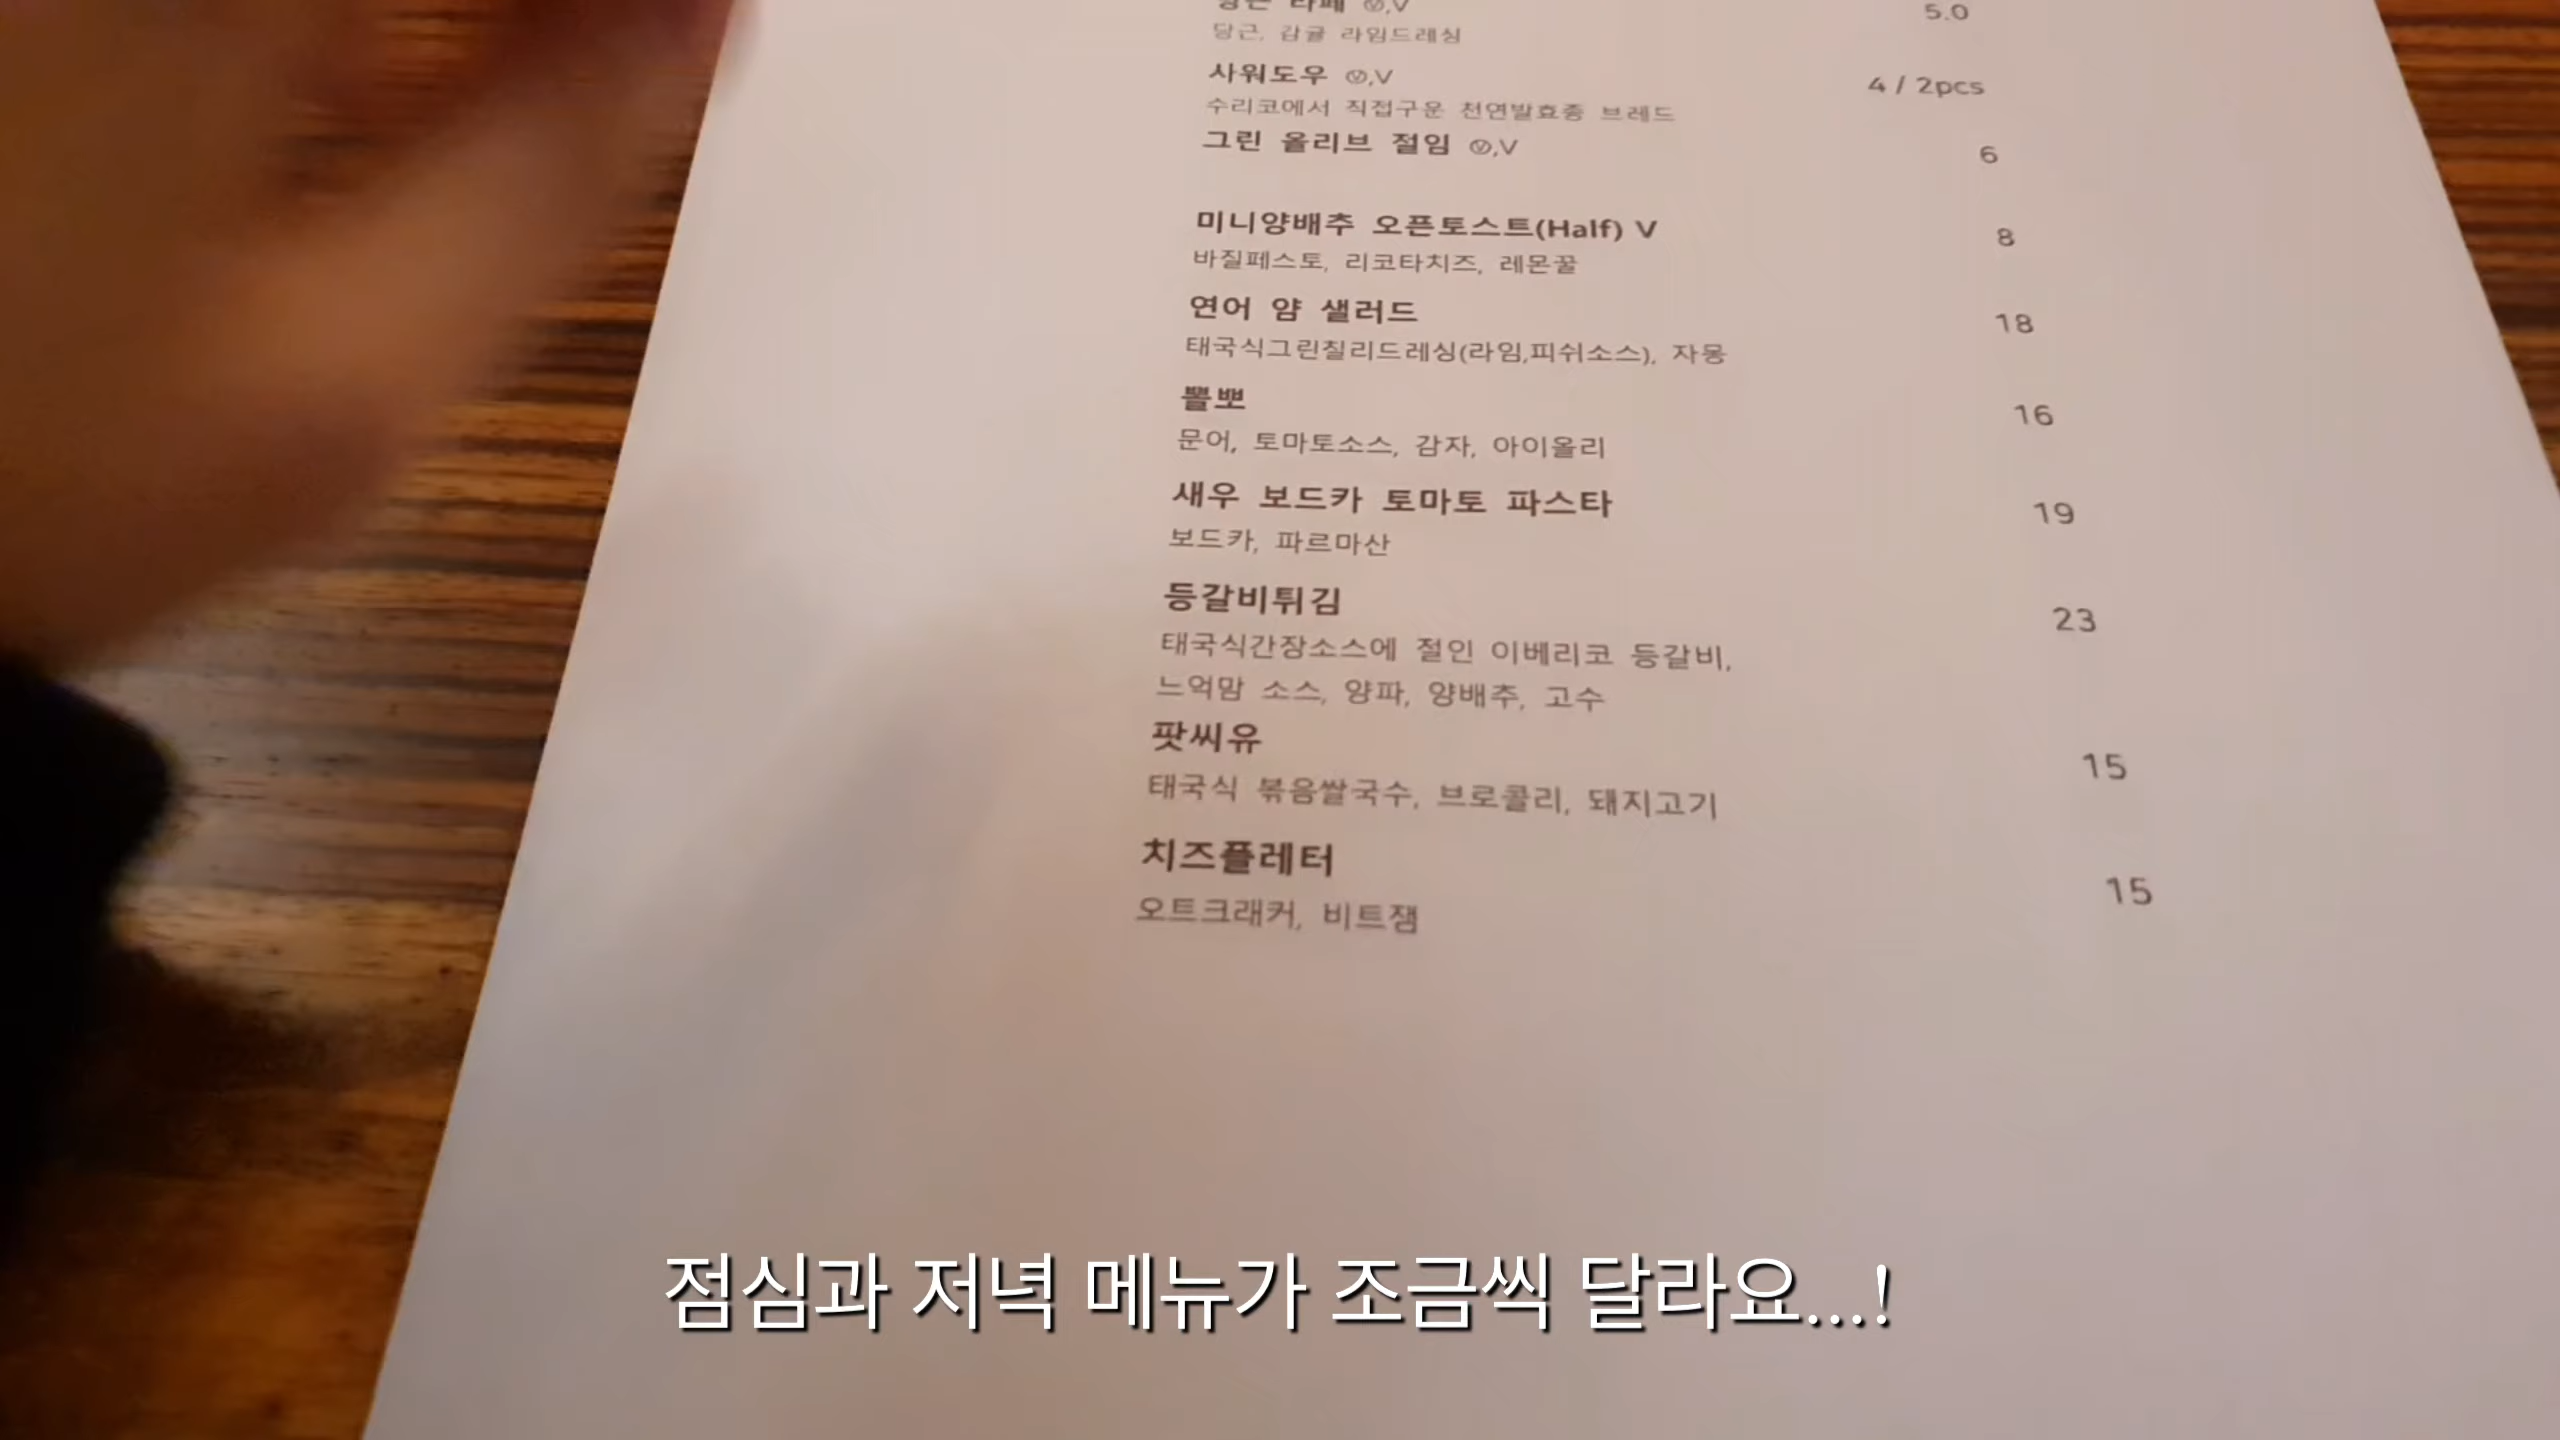 당근 라페 ⓥ,V 5.0
당근, 감귤 라임드레싱
사워도우 ⓥ,V 4 / 2pcs
수리코에서 직접구운 천연발효종 브레드
그린 올리브 절임 ⓥ,V 6
미니양배추 오픈토스트(Half) V 8
바질페스토, 리코타치즈, 레몬꿀
연어 얌 샐러드 18
태국식그린칠리드레싱(라임,피쉬소스), 자몽
뽈뽀 16
문어, 토마토소스, 감자, 아이올리
새우 보드카 토마토 파스타 19
보드카, 파르마산
등갈비튀김 23
태국식간장소스에 절인 이베리코 등갈비,
느억맘 소스, 양파, 양배추, 고수
팟씨유 15
태국식 볶음쌀국수, 브로콜리, 돼지고기
치즈플레터 15
오트크래커, 비트잼
점심과 저녁 메뉴가 조금씩 달라요...!